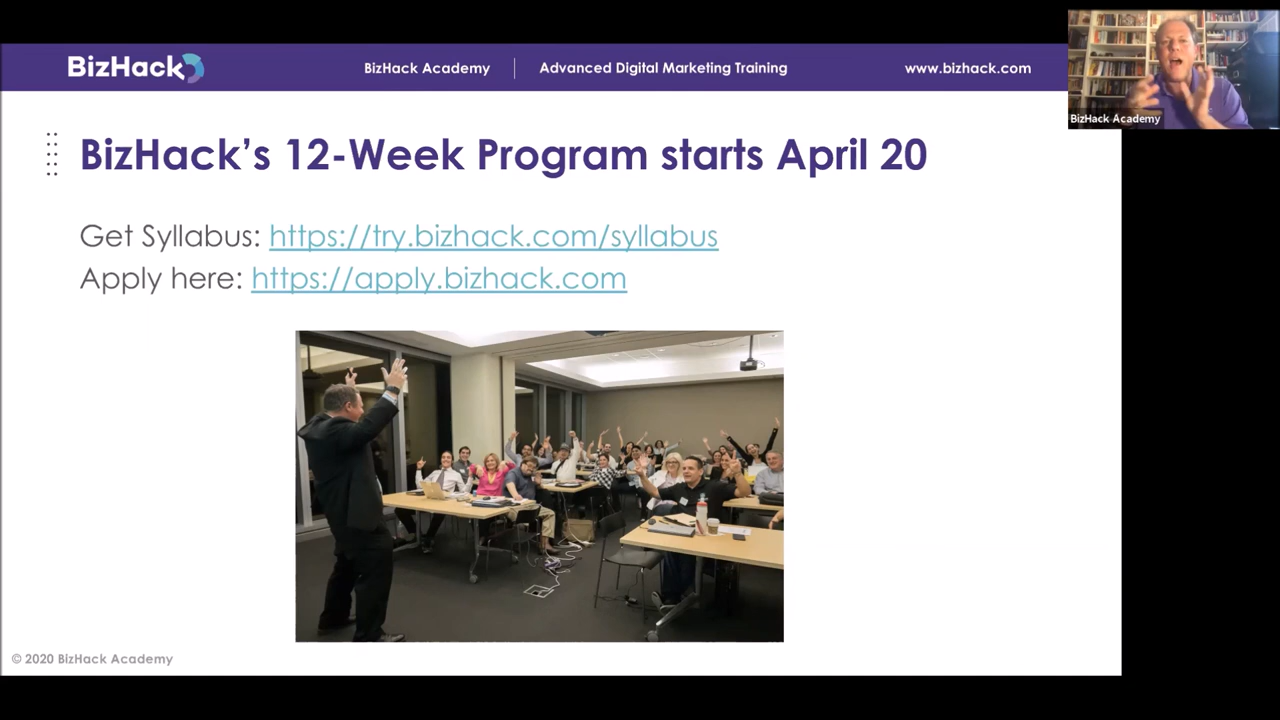 BizHack
BizHack Academy | Advanced Digital Marketing Training
www.bizhack.com
BizHack Academy
BizHack’s 12-Week Program starts April 20
Get Syllabus: https://try.bizhack.com/syllabus
Apply here: https://apply.bizhack.com
© 2020 BizHack Academy